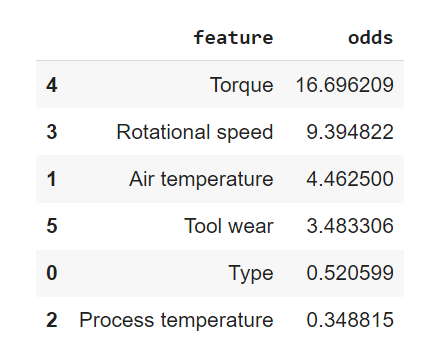 feature odds
4 Torque 16.696209
3 Rotational speed 9.394822
1 Air temperature 4.462500
5 Tool wear 3.483306
0 Type 0.520599
2 Process temperature 0.348815